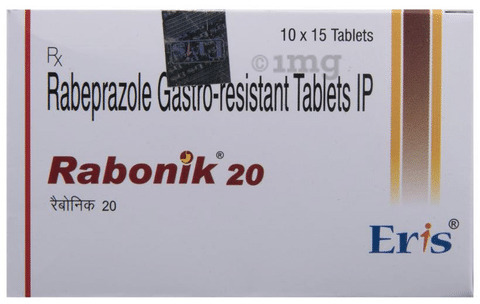 Rx
10 x 15 Tablets
©1mg
Rabeprazole Gastro-resistant Tablets IP
Rabonik® 20
रैबोनिक 20
Eris®